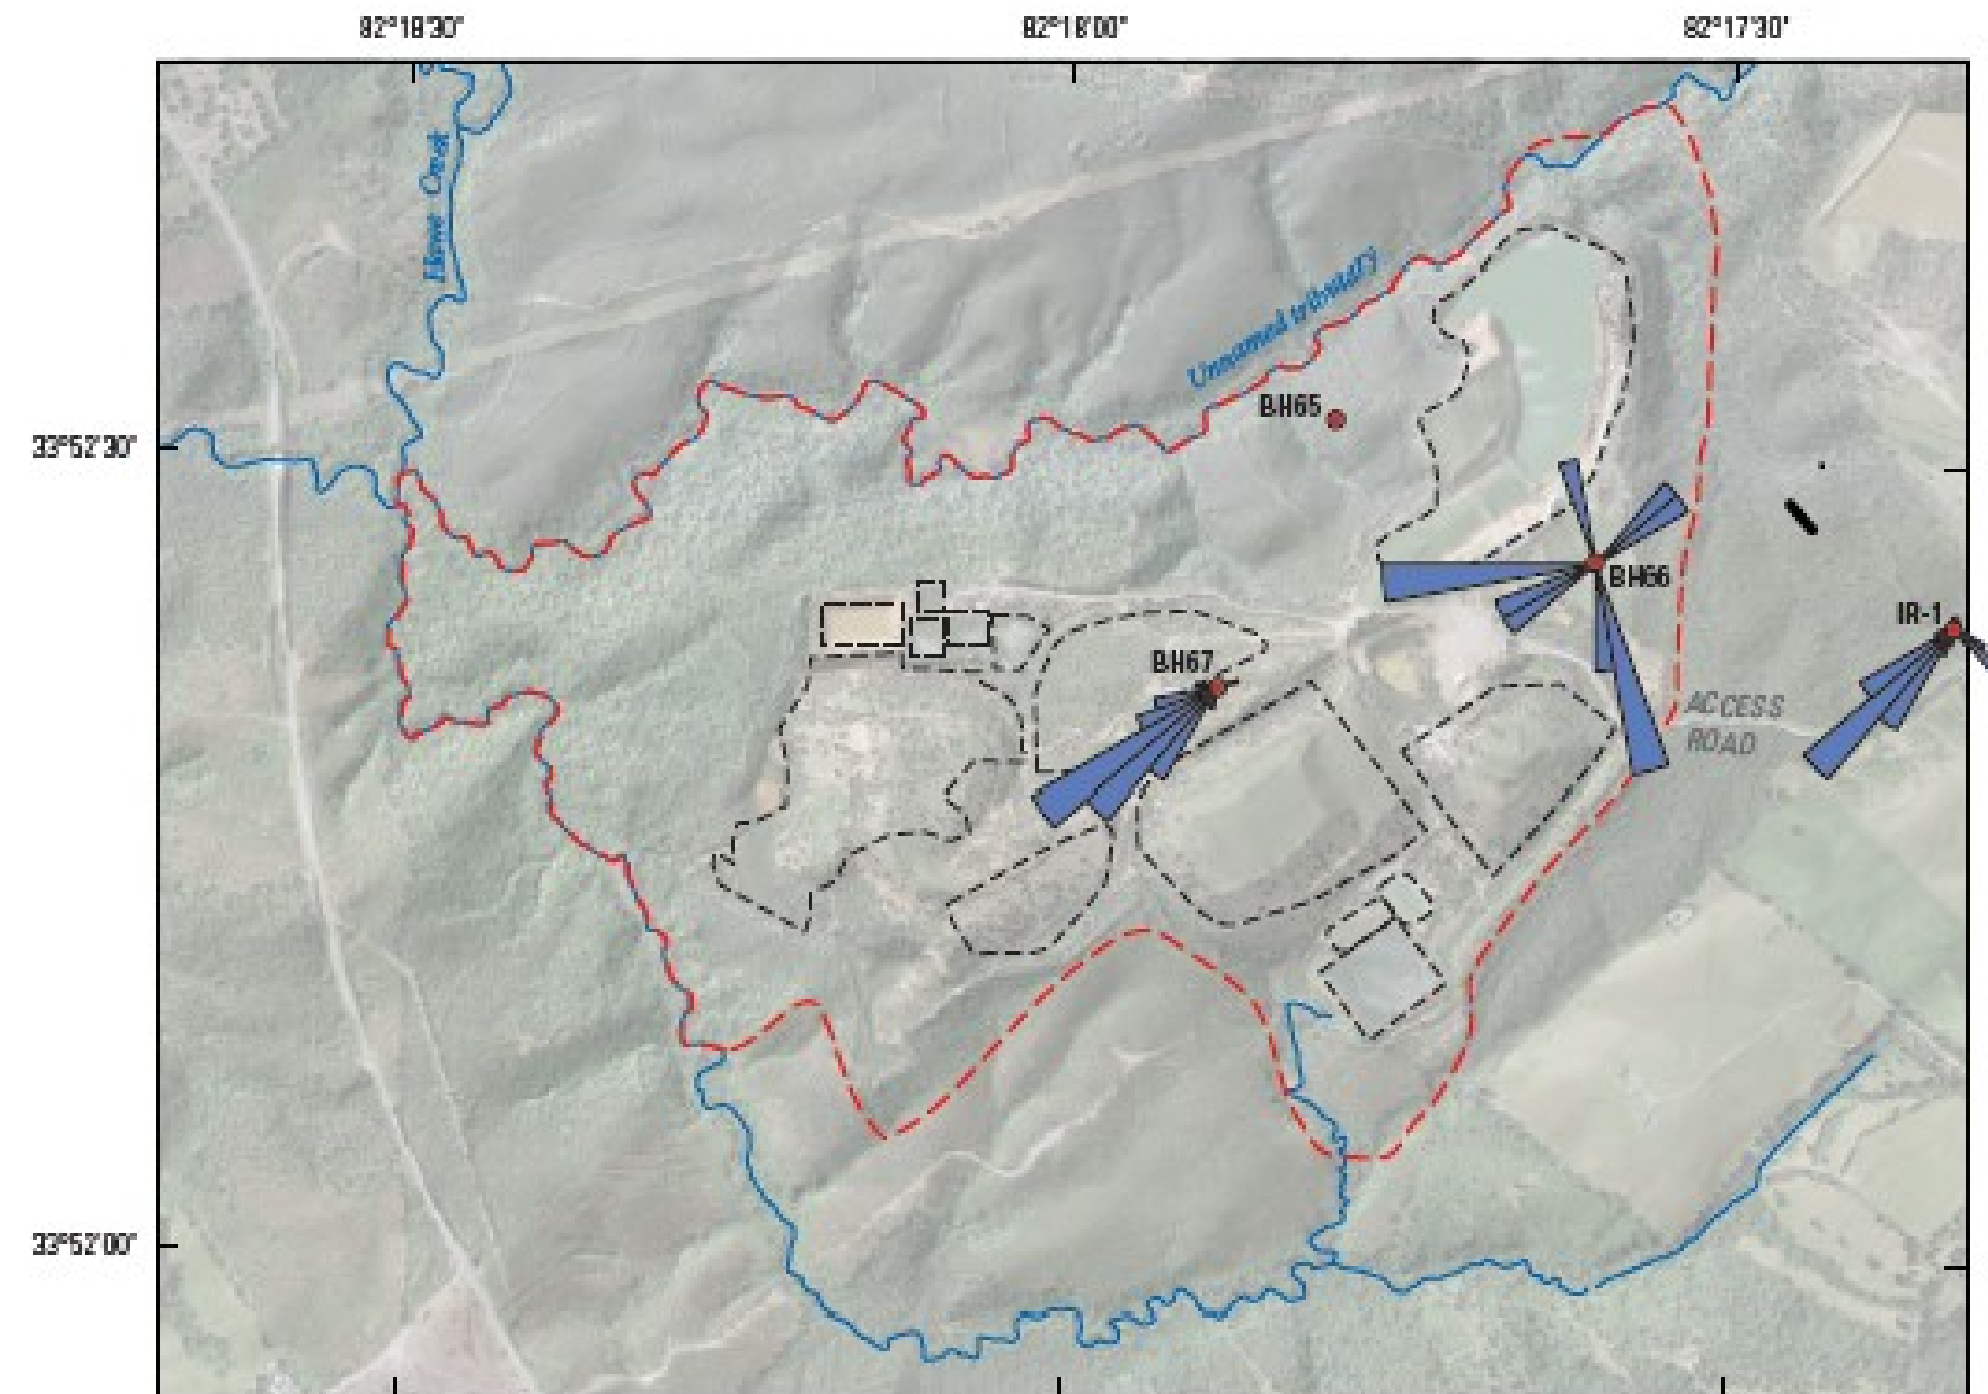 82°18'30"
82°18'00"
82°17'30"
33°52'30"
33°52'00"
Creek
Unnamed tributary
BH65
BH66
IR-1
BH67
ACCESS
ROAD